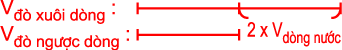 Vđò xuôi dòng :
Vđò ngược dòng : 2 x Vdòng nước